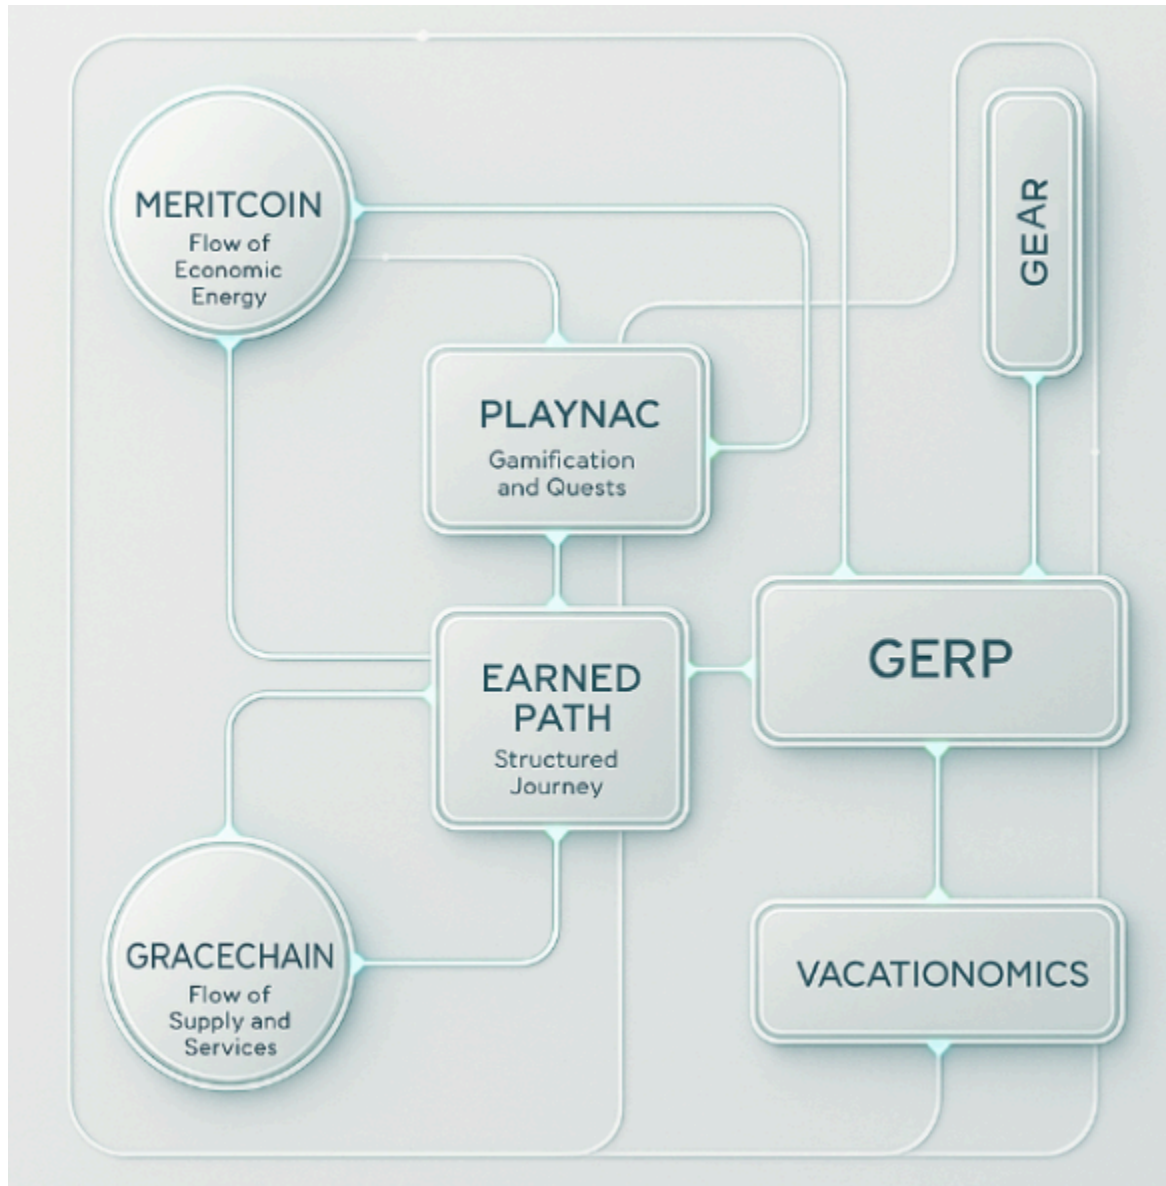 MERITCOIN
Flow of
Economic
Energy
GEAR
PLAYNAC
Gamification
and Quests
EARNED
PATH
Structured
Journey
GERP
GRACECHAIN
Flow of
Supply and
Services
VACATIONOMICS